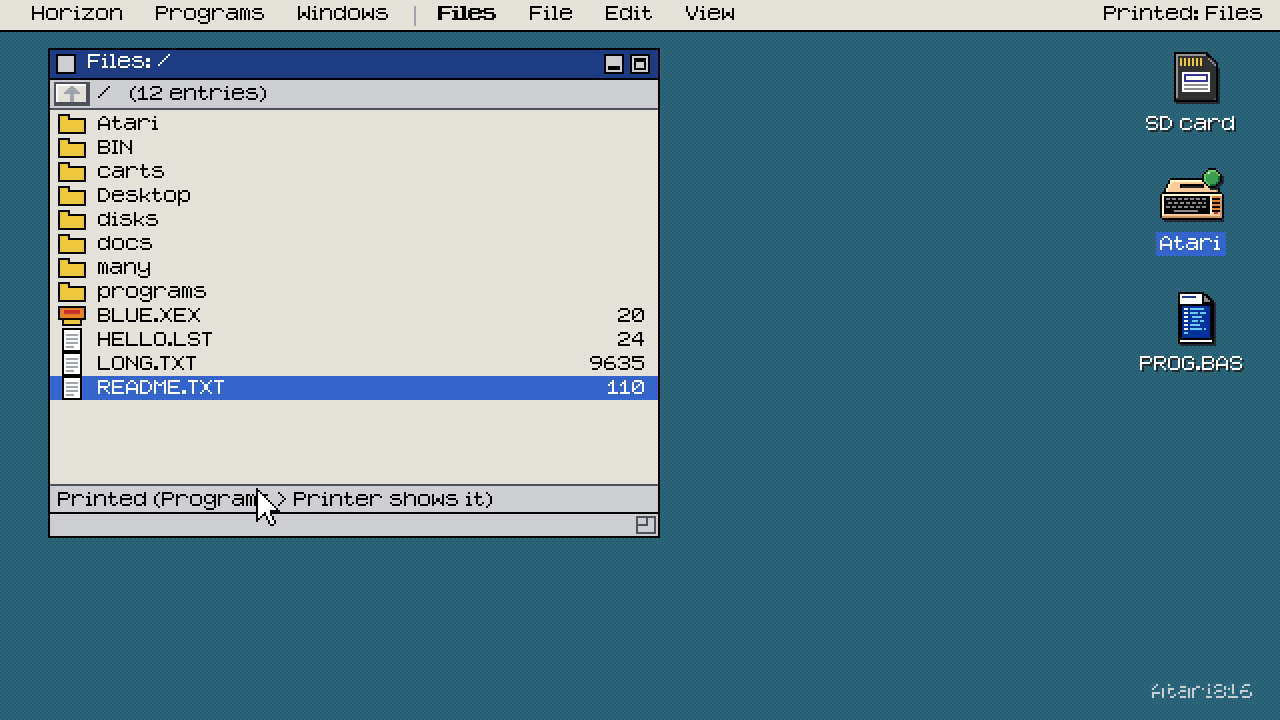 Horizon Programs Windows | Files File Edit View Printed: Files
Files: /
/ (12 entries)
Atari
BIN
carts
Desktop
disks
docs
many
programs
BLUE.XEX 20
HELLO.LST 24
LONG.TXT 9635
README.TXT 110
Printed (Programs > Printer shows it)
SD card
Atari
PROG.BAS
Atari816